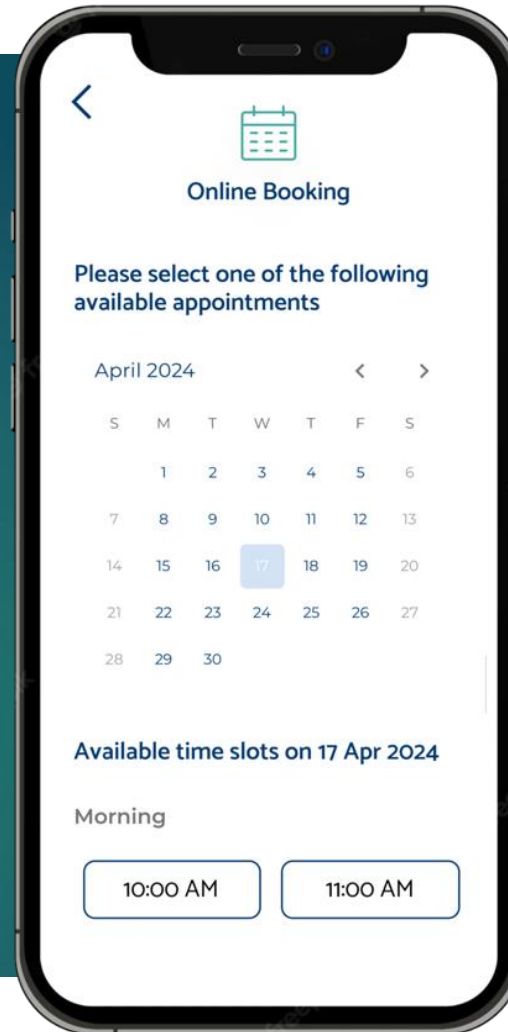 Online Booking
Please select one of the following
available appointments
April 2024 < >
S M T W T F S
1 2 3 4 5 6
7 8 9 10 11 12 13
14 15 16 17 18 19 20
21 22 23 24 25 26 27
28 29 30
Available time slots on 17 Apr 2024
Morning
10:00 AM 11:00 AM